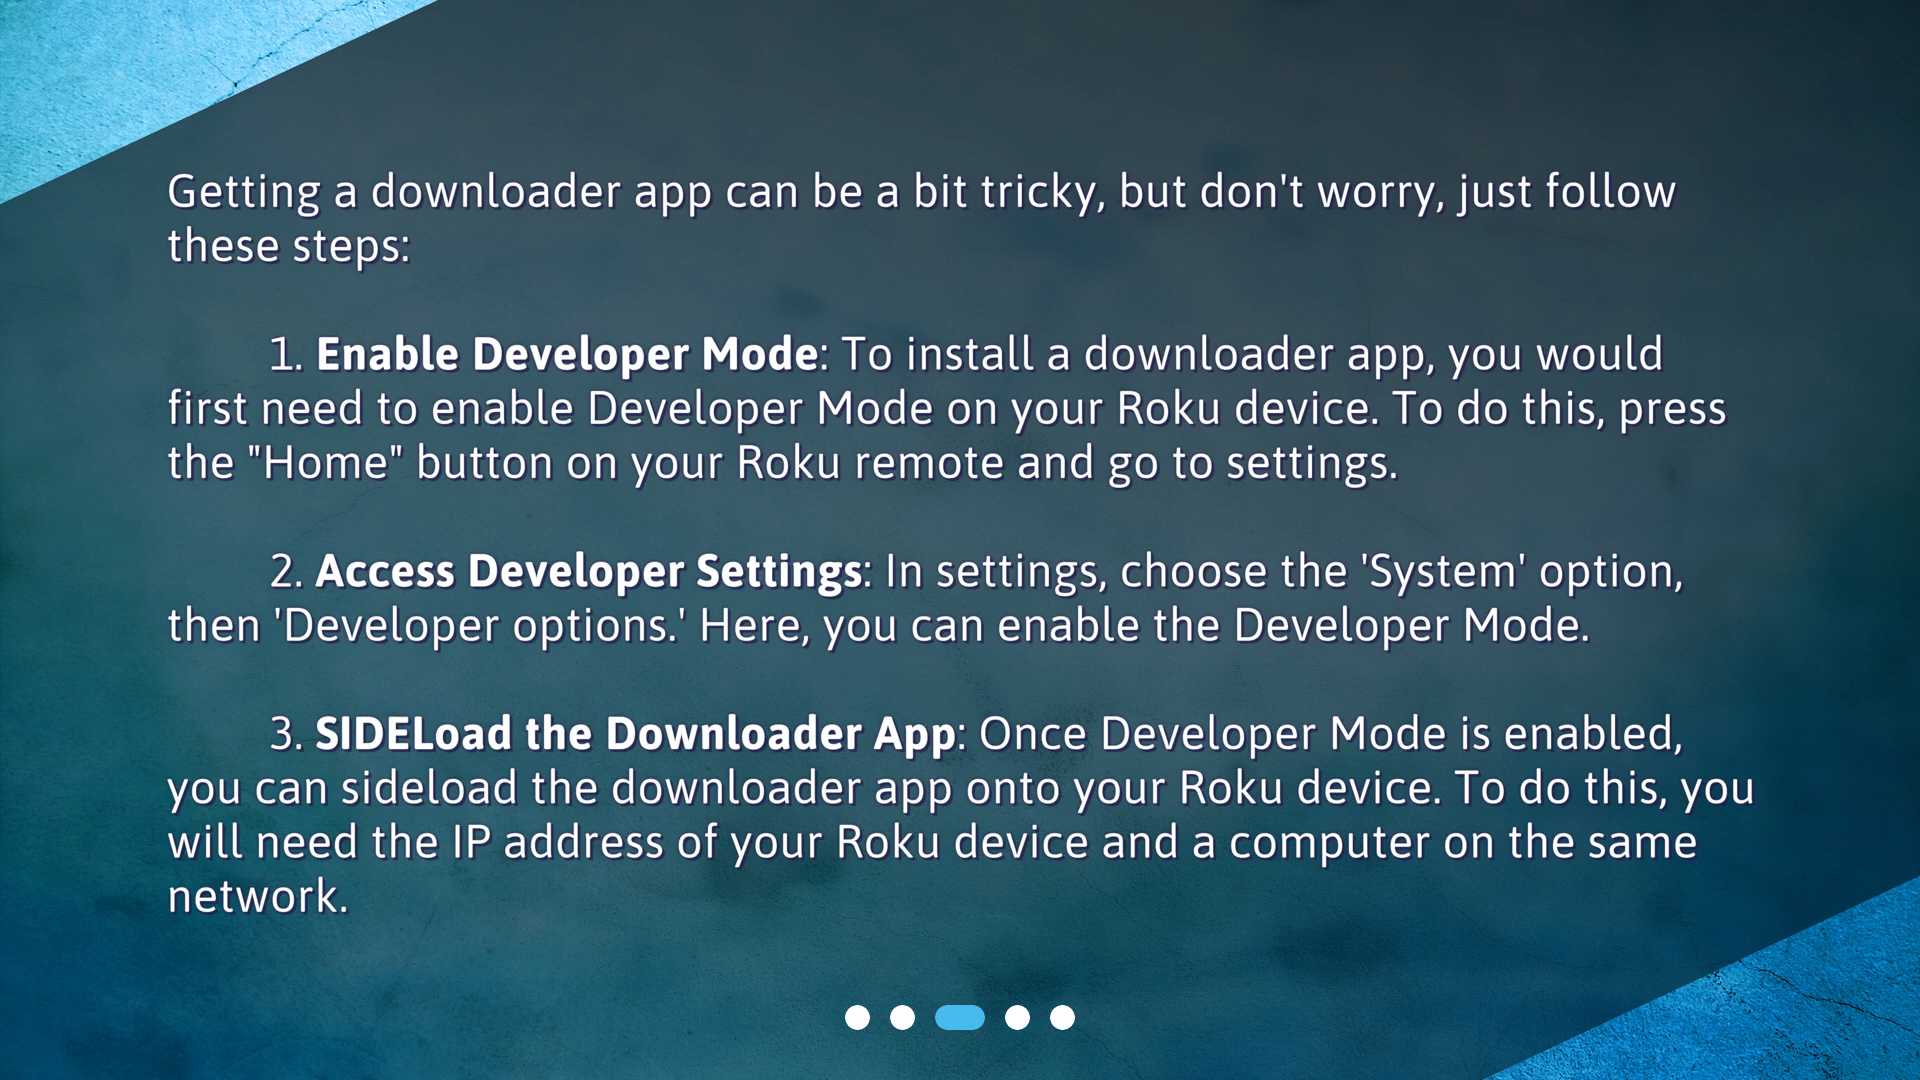 Getting a downloader app can be a bit tricky, but don't worry, just follow
these steps:
1. Enable Developer Mode: To install a downloader app, you would
first need to enable Developer Mode on your Roku device. To do this, press
the "Home" button on your Roku remote and go to settings.
2. Access Developer Settings: In settings, choose the 'System' option,
then 'Developer options.' Here, you can enable the Developer Mode.
3. SIDELoad the Downloader App: Once Developer Mode is enabled,
you can sideload the downloader app onto your Roku device. To do this, you
will need the IP address of your Roku device and a computer on the same
network.